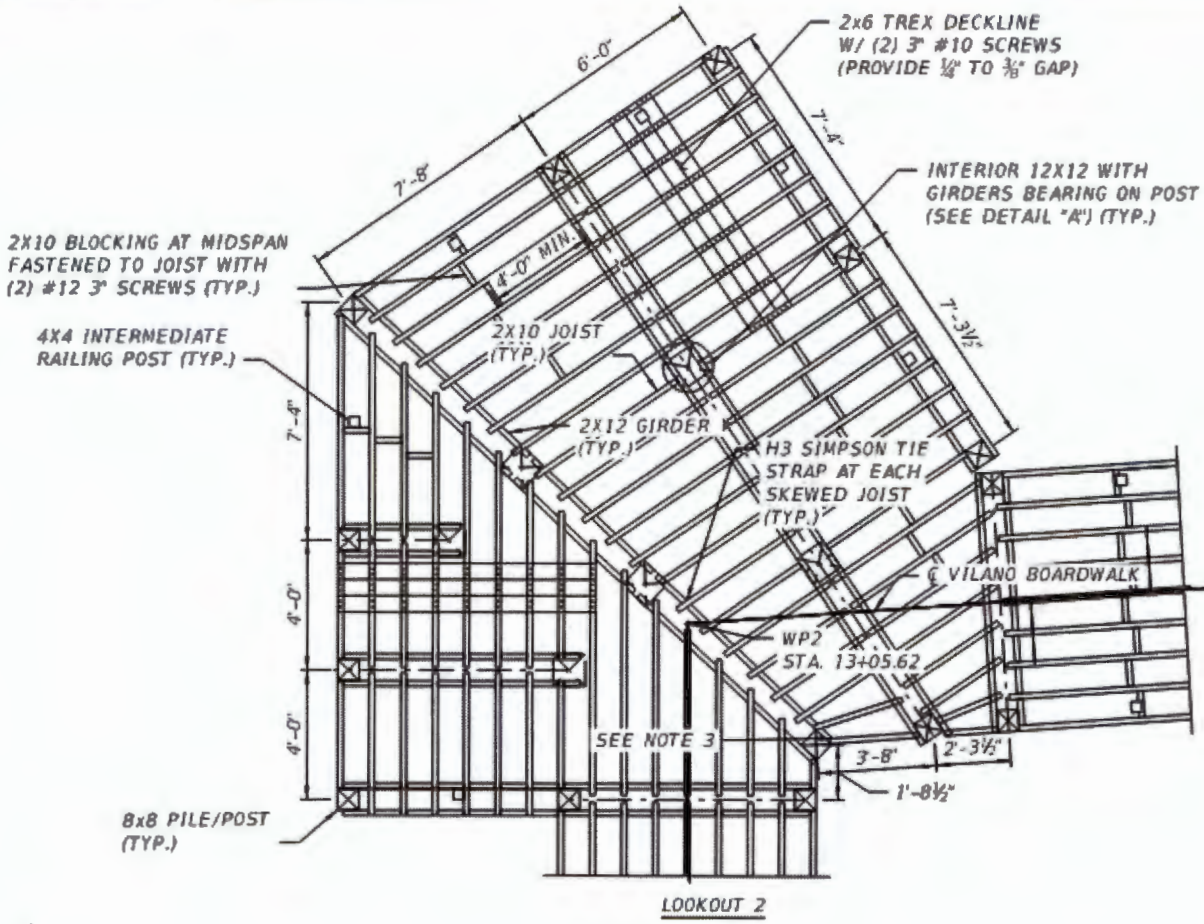 2x6 TREX DECKLINE
W/ (2) 3" #10 SCREWS
(PROVIDE ¼" TO ⅜" GAP)
6'-0"
7'-8"
7'-4"
INTERIOR 12X12 WITH
GIRDERS BEARING ON POST
(SEE DETAIL "A") (TYP.)
2X10 BLOCKING AT MIDSPAN
FASTENED TO JOIST WITH
(2) #12 3" SCREWS (TYP.)
4'-0" MIN.
7'-3½"
4X4 INTERMEDIATE
RAILING POST (TYP.)
2X10 JOIST
(TYP.)
7'-4"
2X12 GIRDER
(TYP.)
H3 SIMPSON TIE
STRAP AT EACH
SKEWED JOIST
(TYP.)
℄ VILANO BOARDWALK
4'-0"
WP2
STA. 13+05.62
4'-0"
SEE NOTE 3
3'-8"
2'-3½"
1'-8½"
8x8 PILE/POST
(TYP.)
LOOKOUT 2